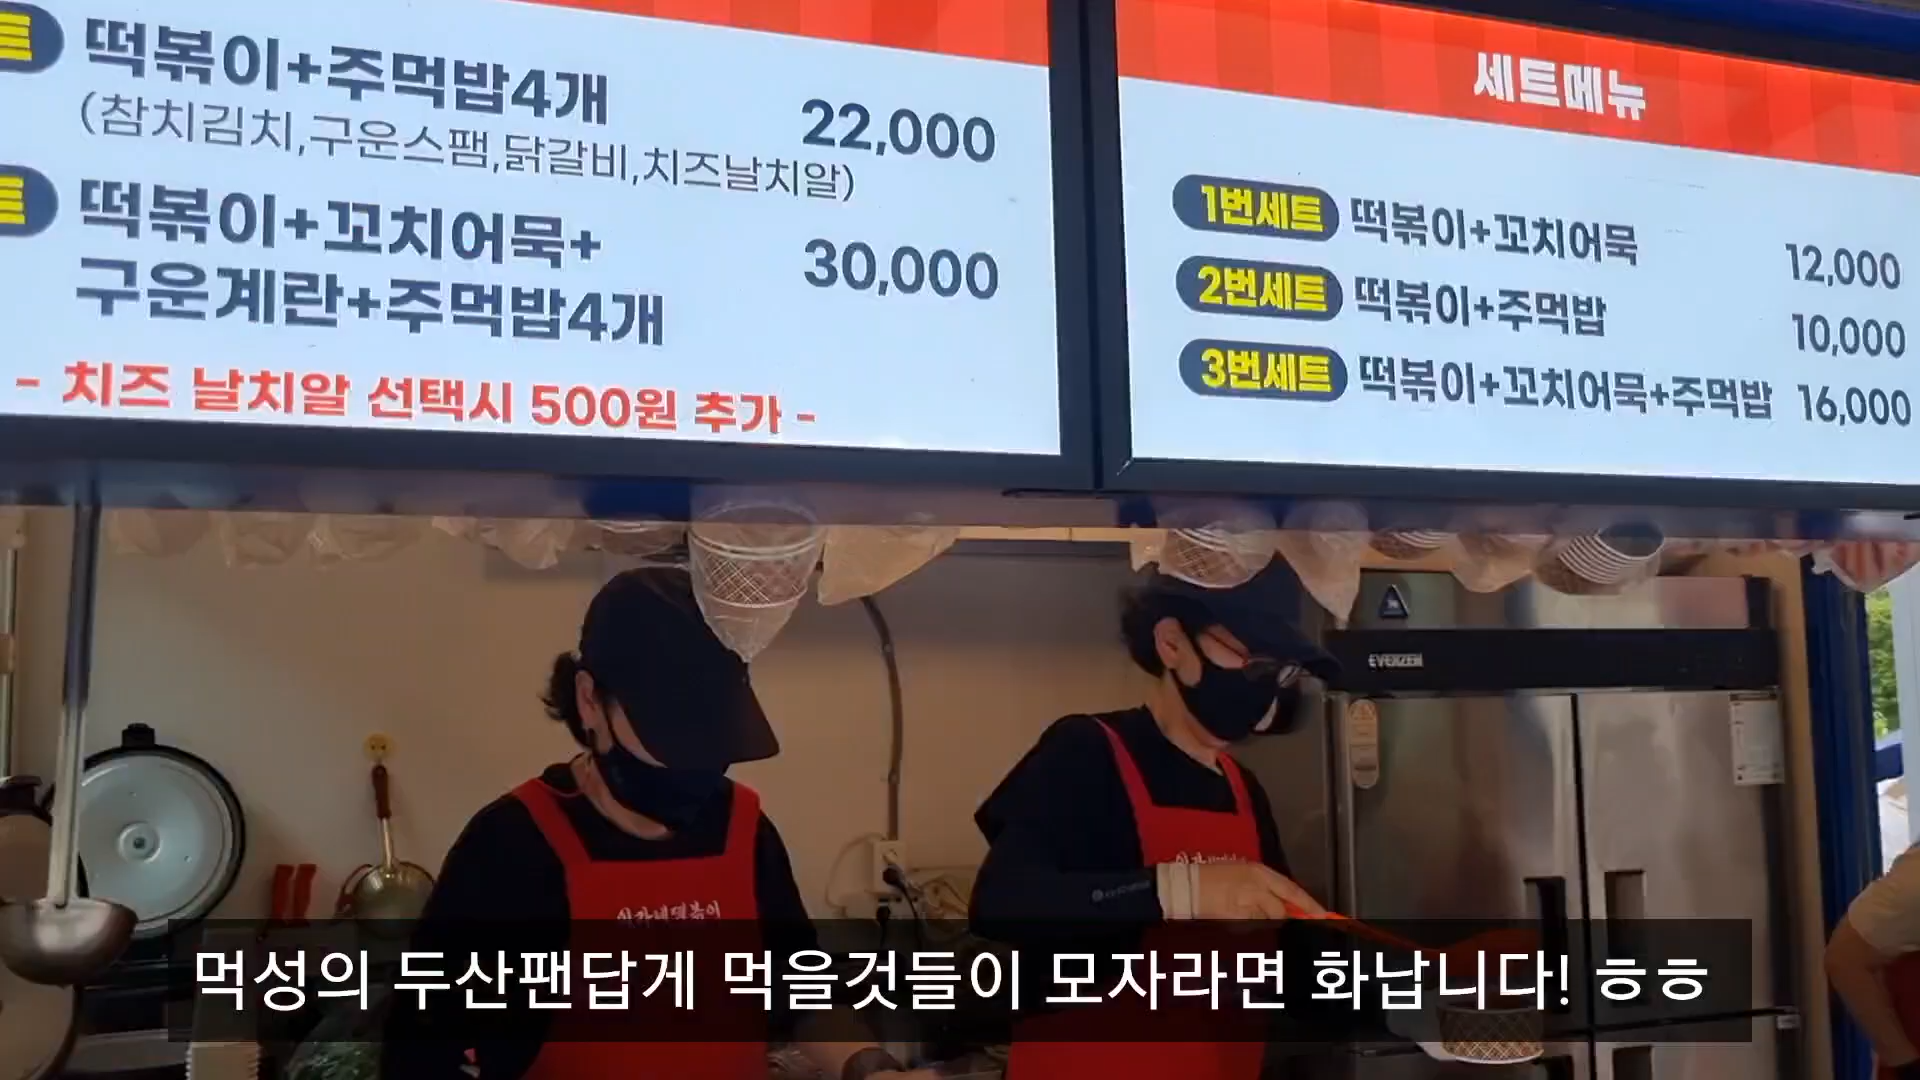 트
떡볶이+주먹밥4개
22,000
(참치김치,구운스팸,닭갈비,치즈날치알)
트
떡볶이+꼬치어묵+
구운계란+주먹밥4개
30,000
- 치즈 날치알 선택시 500원 추가 -
세트메뉴
1번세트 떡볶이+꼬치어묵 12,000
2번세트 떡볶이+주먹밥 10,000
3번세트 떡볶이+꼬치어묵+주먹밥 16,000
EVERZEN
먹성의 두산팬답게 먹을것들이 모자라면 화납니다! ㅎㅎ